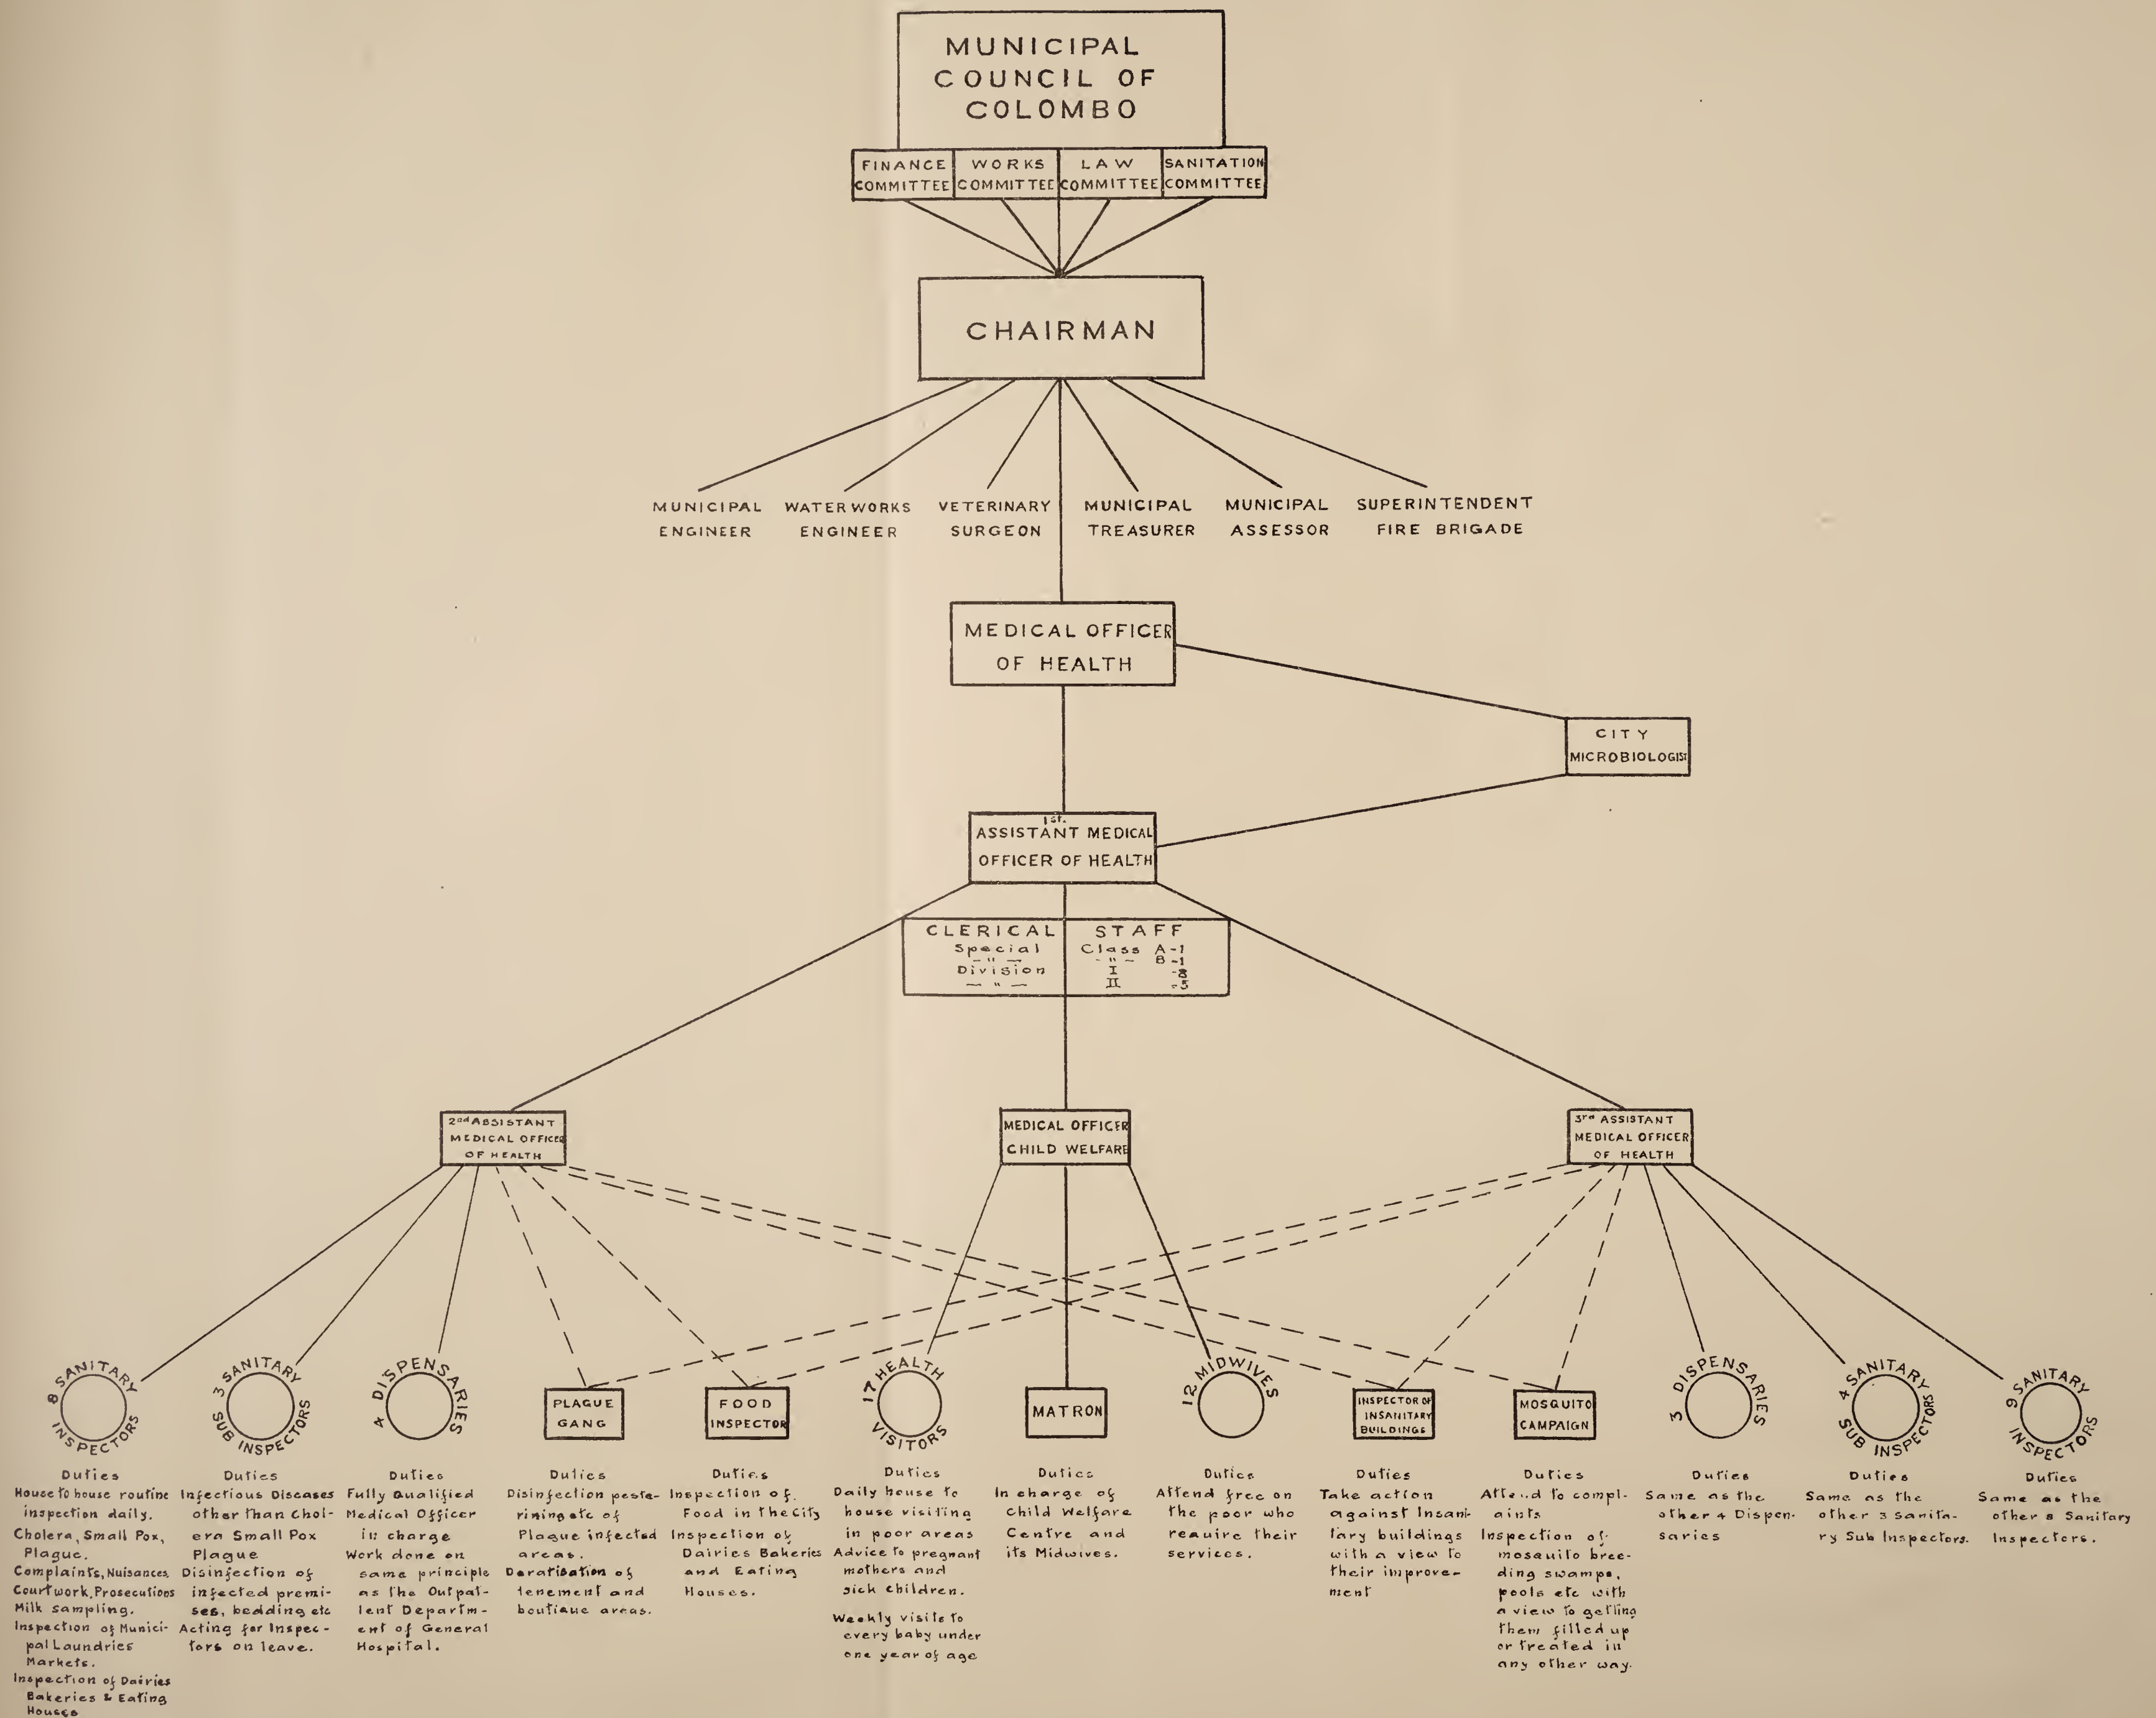 MUNICIPAL
COUNCIL OF
COLOMBO
FINANCE
COMMITTEE
WORKS
COMMITTEE
LAW
COMMITTEE
SANITATION
COMMITTEE
CHAIRMAN
MUNICIPAL
ENGINEER
WATERWORKS
ENGINEER
VETERINARY
SURGEON
MUNICIPAL
TREASURER
MUNICIPAL
ASSESSOR
SUPERINTENDENT
FIRE BRIGADE
MEDICAL OFFICER
OF HEALTH
CITY
MICROBIOLOGIST
1st.
ASSISTANT MEDICAL
OFFICER OF HEALTH
CLERICAL STAFF
Special Class A-1
-"- -"- B-1
Division I -8
-"- II -5
2nd ASSISTANT
MEDICAL OFFICER
OF HEALTH
MEDICAL OFFICER
CHILD WELFARE
3rd ASSISTANT
MEDICAL OFFICER
OF HEALTH
8 SANITARY
INSPECTORS
3 SANITARY
SUB INSPECTORS
4 DISPENSARIES
PLAGUE
GANG
FOOD
INSPECTOR
17 HEALTH
VISITORS
MATRON
12 MIDWIVES
INSPECTOR OF
INSANITARY
BUILDINGS
MOSQUITO
CAMPAIGN
3 DISPENSARIES
4 SANITARY
SUB INSPECTORS
9 SANITARY
INSPECTORS
Duties
House to house routine
inspection daily.
Cholera, Small Pox,
Plague.
Complaints, Nuisances
Courtwork, Prosecutions
Milk sampling.
Inspection of Munici-
pal Laundries
Markets.
Inspection of Dairies
Bakeries & Eating
Houses
Duties
Infectious Diseases
other than Chol-
era Small Pox
Plague
Disinfection of
infected premi-
ses, bedding etc
Acting for Inspec-
tors on leave.
Duties
Fully Qualified
Medical Officer
in charge
Work done on
same principle
as the Outpat-
ient Departm-
ent of General
Hospital.
Duties
Disinfection peste-
rining etc of
Plague infected
areas.
Deratisation of
tenement and
boutique areas.
Duties
Inspection of
Food in the City
Inspection of
Dairies Bakeries
and Eating
Houses.
Duties
Daily house to
house visiting
in poor areas
Advice to pregnant
mothers and
sick children.
Weekly visits to
every baby under
one year of age
Duties
In charge of
Child Welfare
Centre and
its Midwives.
Duties
Attend free on
the poor who
require their
services.
Duties
Take action
against Insani-
tary buildings
with a view to
their improve-
ment
Duties
Attend to compl-
aints
Inspection of
mosquito bree-
ding swamps,
pools etc with
a view to getting
them filled up
or treated in
any other way.
Duties
Same as the
other 4 Dispen-
saries
Duties
Same as the
other 3 Sanita-
ry Sub Inspectors.
Duties
Same as the
other 8 Sanitary
Inspectors.